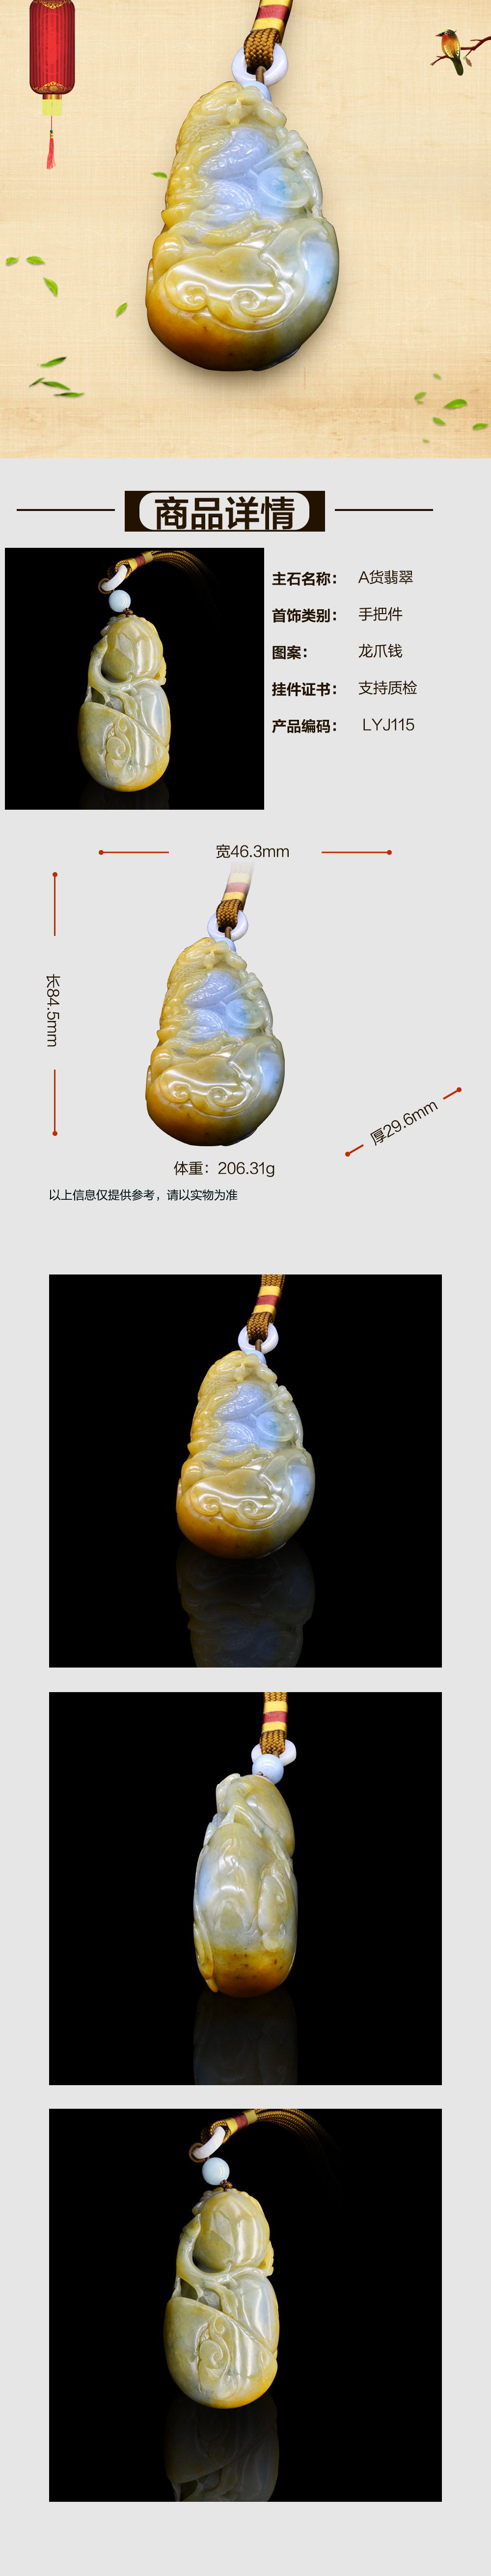 商品详情
主石名称： A货翡翠
首饰类别： 手把件
图案： 龙爪钱
挂件证书： 支持质检
产品编码： LYJ115
宽46.3mm
长84.5mm
厚29.6mm
体重：206.31g
以上信息仅提供参考，请以实物为准